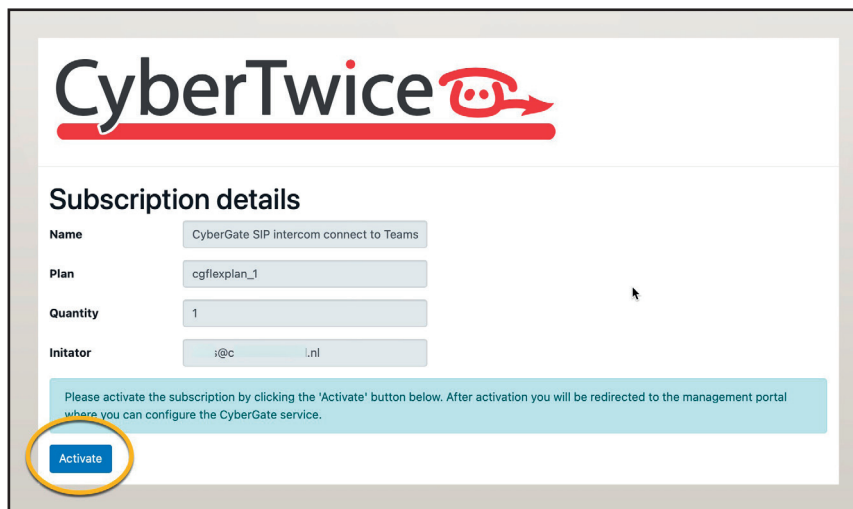 CyberTwice
Subscription details
Name CyberGate SIP intercom connect to Teams
Plan cgflexplan_1
Quantity 1
Initator s@c l.nl
Please activate the subscription by clicking the 'Activate' button below. After activation you will be redirected to the management portal
where you can configure the CyberGate service.
Activate